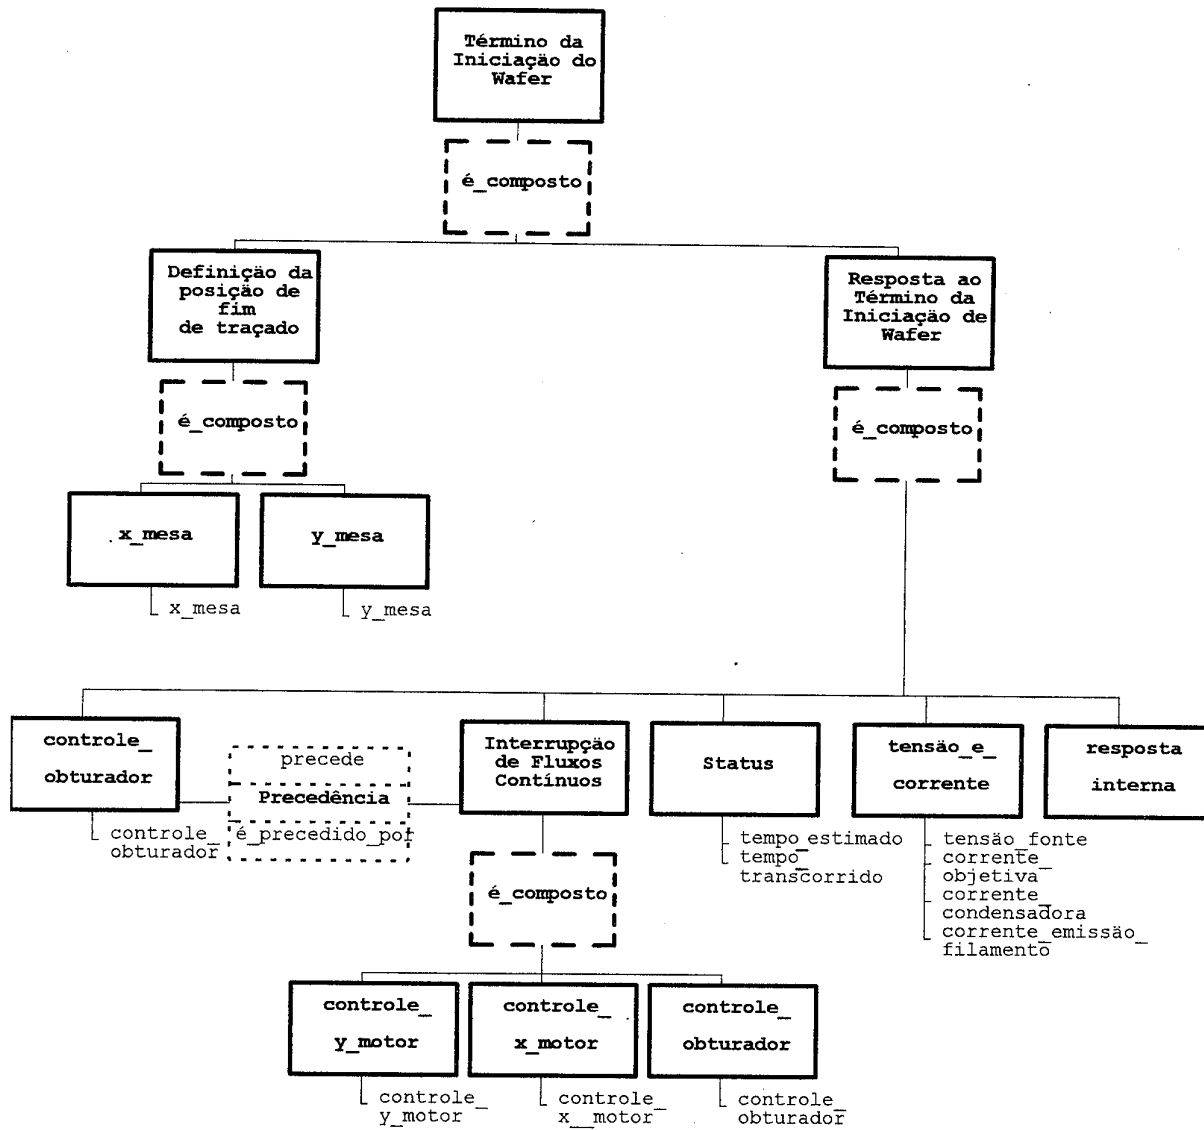 Término da
Iniciação do
Wafer
é_composto
Definição da
posição de
fim
de traçado
Resposta ao
Término da
Iniciação de
Wafer
é_composto
é_composto
x_mesa
y_mesa
x_mesa
y_mesa
controle_
obturador
precede
Precedência
é_precedido_por
Interrupção
de Fluxos
Contínuos
Status
tensão_e_
corrente
resposta
interna
controle_
obturador
tempo_estimado
tempo_
transcorrido
tensão_fonte
corrente_
objetiva
corrente_
condensadora
corrente_emissão_
filamento
é_composto
controle_
y_motor
controle_
x_motor
controle_
obturador
controle_
y_motor
controle_
x__motor
controle_
obturador